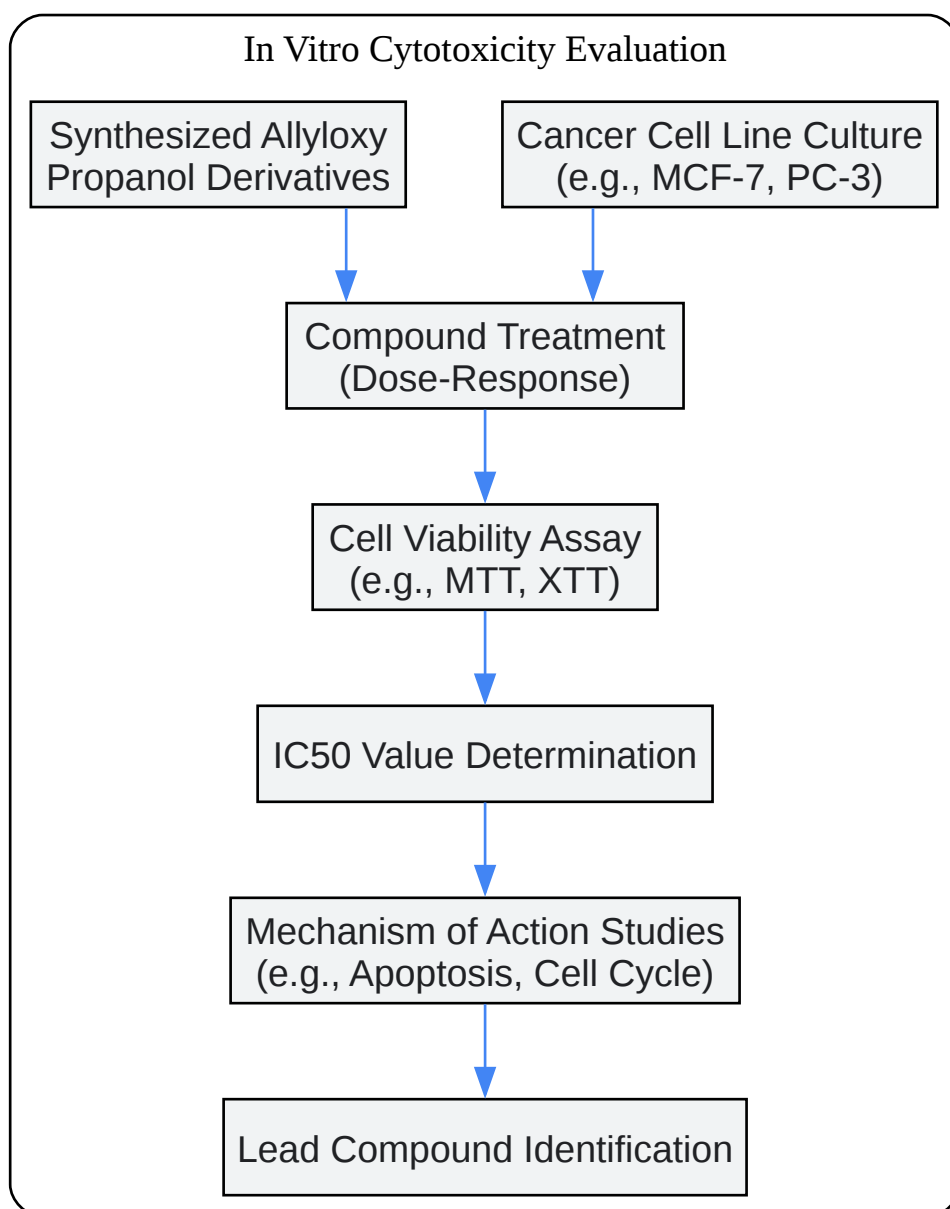 In Vitro Cytotoxicity Evaluation
Synthesized Allyloxy
Propanol Derivatives
Cancer Cell Line Culture
(e.g., MCF-7, PC-3)
Compound Treatment
(Dose-Response)
Cell Viability Assay
(e.g., MTT, XTT)
IC50 Value Determination
Mechanism of Action Studies
(e.g., Apoptosis, Cell Cycle)
Lead Compound Identification